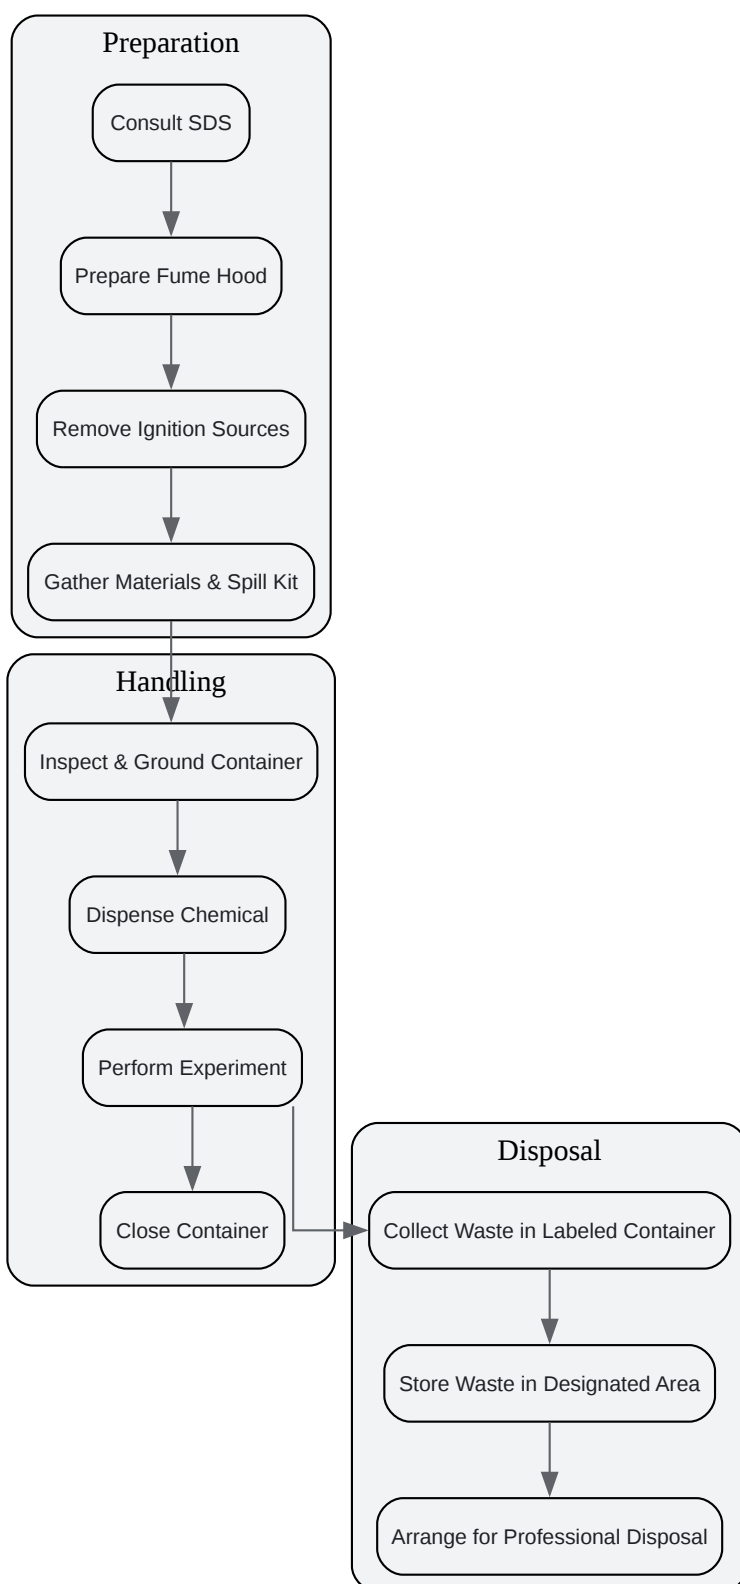 Preparation
Consult SDS
Prepare Fume Hood
Remove Ignition Sources
Gather Materials & Spill Kit
Handling
Inspect & Ground Container
Dispense Chemical
Perform Experiment
Close Container
Disposal
Collect Waste in Labeled Container
Store Waste in Designated Area
Arrange for Professional Disposal